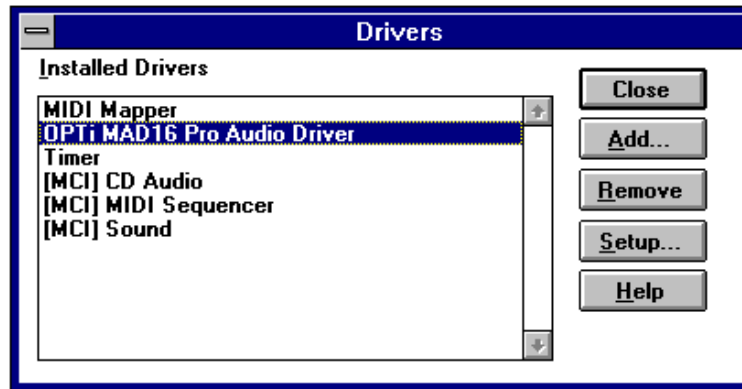 Drivers
Installed Drivers
MIDI Mapper
OPTi MAD16 Pro Audio Driver
Timer
[MCI] CD Audio
[MCI] MIDI Sequencer
[MCI] Sound
Close
Add...
Remove
Setup...
Help